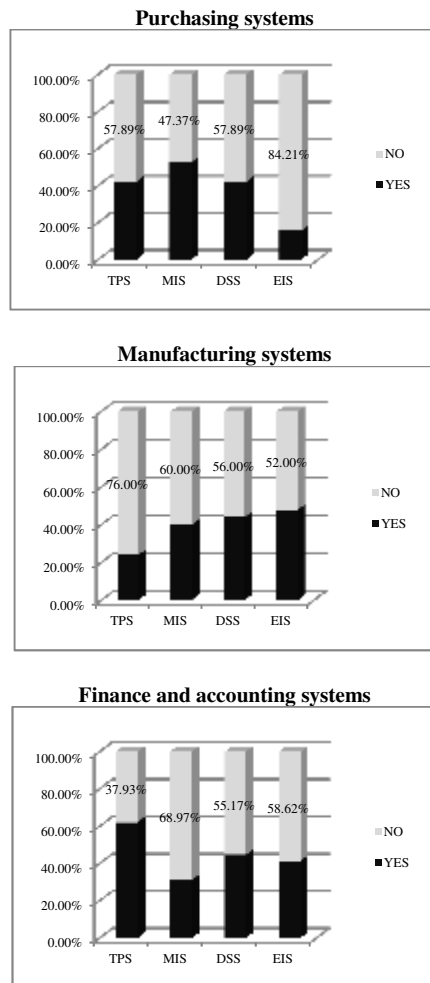 Purchasing systems
100.00%
80.00%
60.00%
40.00%
20.00%
0.00%
57.89%
47.37%
57.89%
84.21%
TPS MIS DSS EIS
NO
YES
Manufacturing systems
100.00%
80.00%
60.00%
40.00%
20.00%
0.00%
76.00%
60.00%
56.00%
52.00%
TPS MIS DSS EIS
NO
YES
Finance and accounting systems
100.00%
80.00%
60.00%
40.00%
20.00%
0.00%
37.93%
68.97%
55.17%
58.62%
TPS MIS DSS EIS
NO
YES